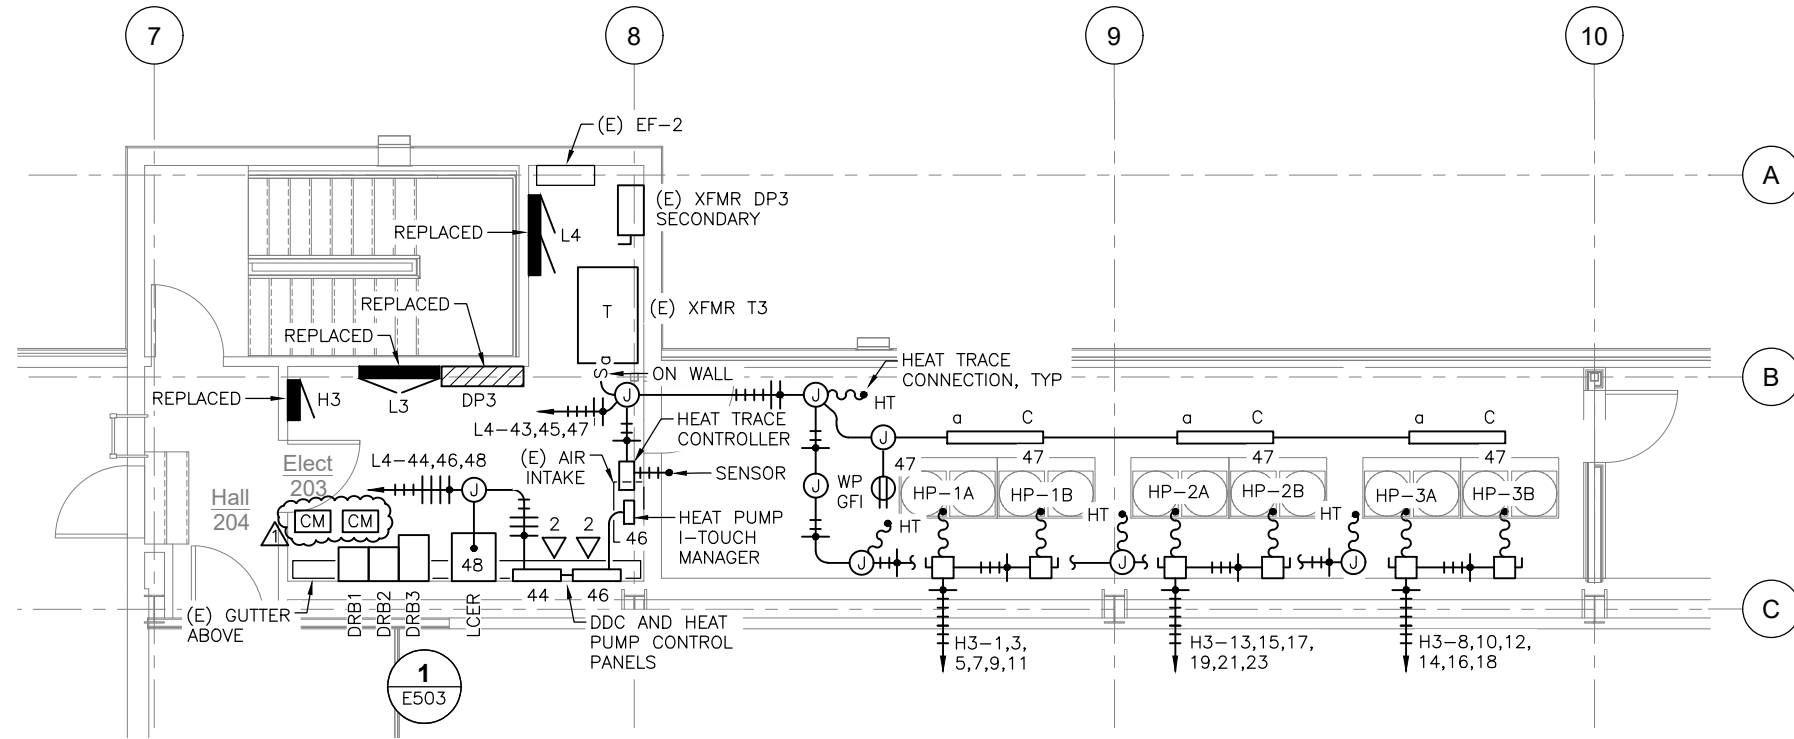 7
8
9
10
A
B
C
(E) EF-2
(E) XFMR DP3
SECONDARY
REPLACED
L4
T
(E) XFMR T3
REPLACED
REPLACED
REPLACED
H3
L3
DP3
a
S
ON WALL
J
J
HEAT TRACE
CONNECTION, TYP
HT
L4-43,45,47
HEAT TRACE
CONTROLLER
J
a
C
a
C
a
C
L4-44,46,48
(E) AIR
INTAKE
SENSOR
Elect
203
Hall
204
J
J
WP
GFI
47
47
47
47
HP-1A
HP-1B
HP-2A
HP-2B
HP-3A
HP-3B
1
CM
CM
2
2
46
HEAT PUMP
I-TOUCH
MANAGER
HT
HT
HT
J
J
J
48
44
46
(E) GUTTER
ABOVE
DRB1
DRB2
DRB3
LCER
DDC AND HEAT
PUMP CONTROL
PANELS
H3-1,3,
5,7,9,11
H3-13,15,17,
19,21,23
H3-8,10,12,
14,16,18
1
E503